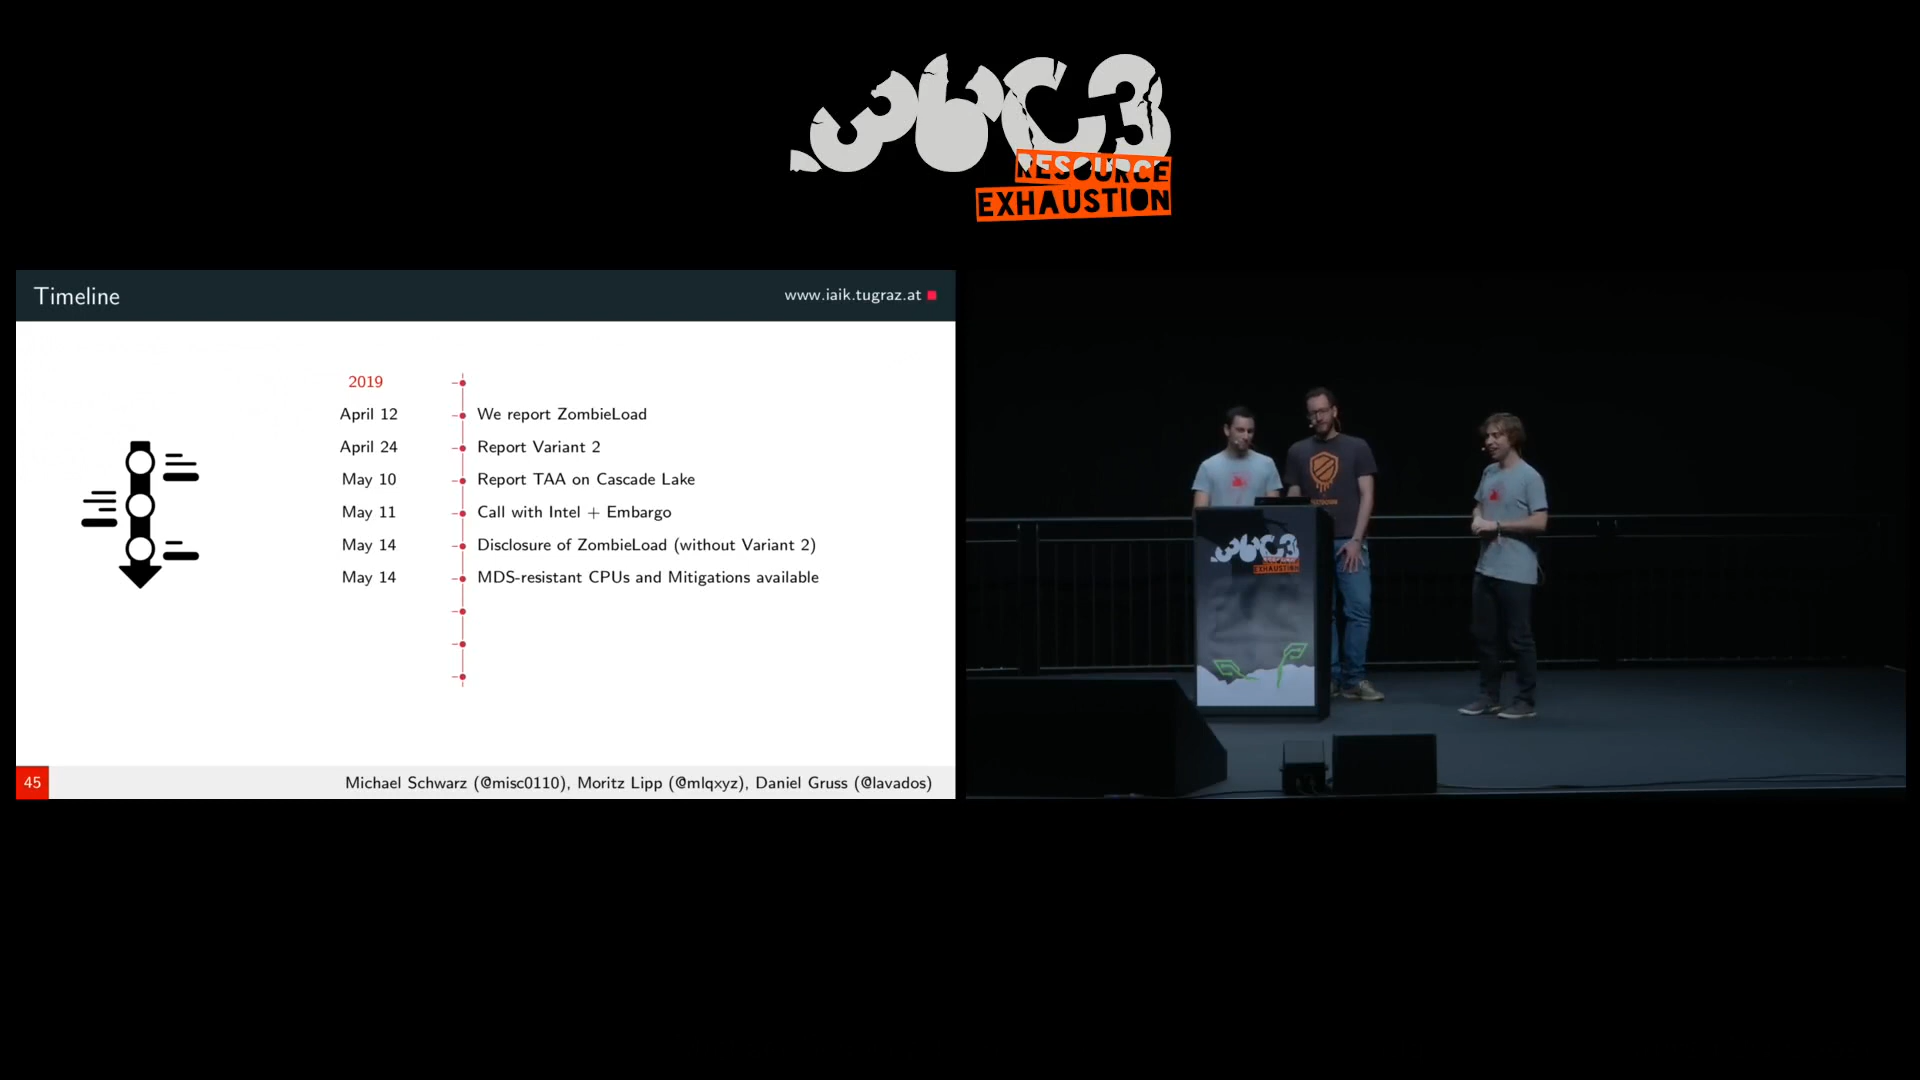 36C3
RESOURCE
EXHAUSTION
Timeline
www.iaik.tugraz.at
2019
April 12 We report ZombieLoad
April 24 Report Variant 2
May 10 Report TAA on Cascade Lake
May 11 Call with Intel + Embargo
May 14 Disclosure of ZombieLoad (without Variant 2)
May 14 MDS-resistant CPUs and Mitigations available
45
Michael Schwarz (@misc0110), Moritz Lipp (@mlqxyz), Daniel Gruss (@lavados)
36C3
EXHAUSTION